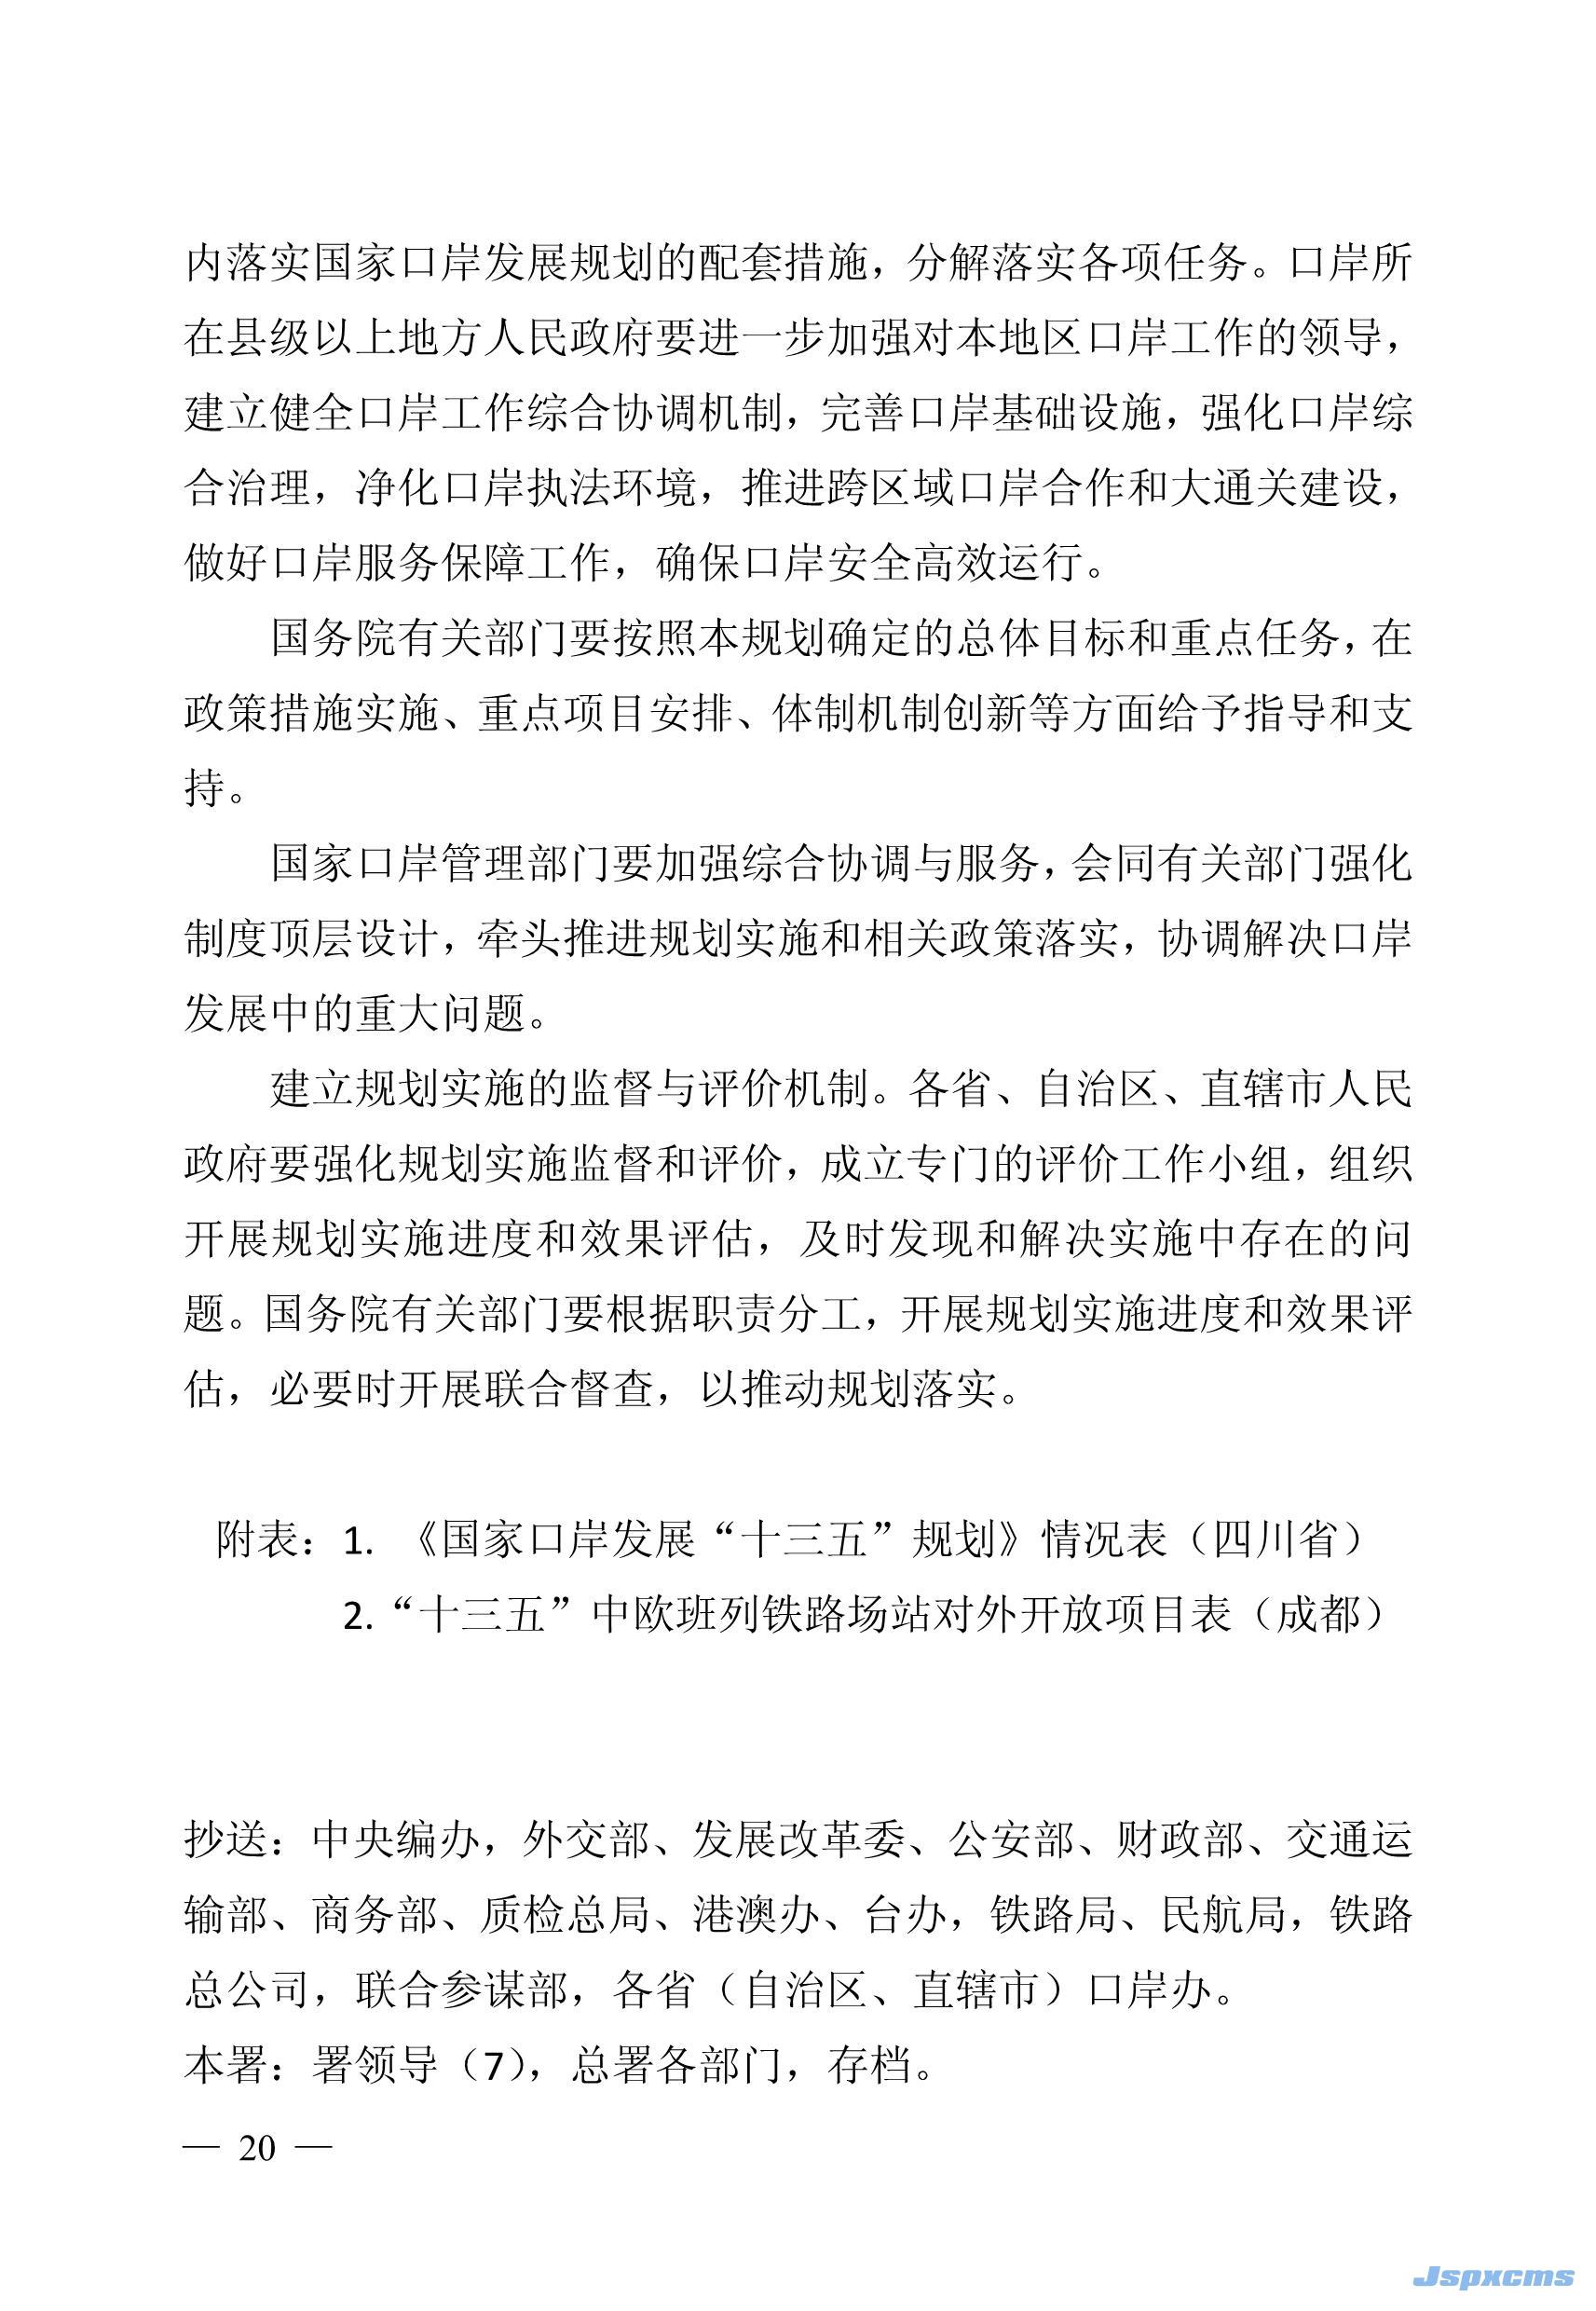 内落实国家口岸发展规划的配套措施，分解落实各项任务。口岸所
在县级以上地方人民政府要进一步加强对本地区口岸工作的领导，
建立健全口岸工作综合协调机制，完善口岸基础设施，强化口岸综
合治理，净化口岸执法环境，推进跨区域口岸合作和大通关建设，
做好口岸服务保障工作，确保口岸安全高效运行。
国务院有关部门要按照本规划确定的总体目标和重点任务，在
政策措施实施、重点项目安排、体制机制创新等方面给予指导和支
持。
国家口岸管理部门要加强综合协调与服务，会同有关部门强化
制度顶层设计，牵头推进规划实施和相关政策落实，协调解决口岸
发展中的重大问题。
建立规划实施的监督与评价机制。各省、自治区、直辖市人民
政府要强化规划实施监督和评价，成立专门的评价工作小组，组织
开展规划实施进度和效果评估，及时发现和解决实施中存在的问
题。国务院有关部门要根据职责分工，开展规划实施进度和效果评
估，必要时开展联合督查，以推动规划落实。
附表：1. 《国家口岸发展“十三五”规划》情况表（四川省）
2.“十三五”中欧班列铁路场站对外开放项目表（成都）
抄送：中央编办，外交部、发展改革委、公安部、财政部、交通运
输部、商务部、质检总局、港澳办、台办，铁路局、民航局，铁路
总公司，联合参谋部，各省（自治区、直辖市）口岸办。
本署：署领导（7），总署各部门，存档。
— 20 —
Jspxcms